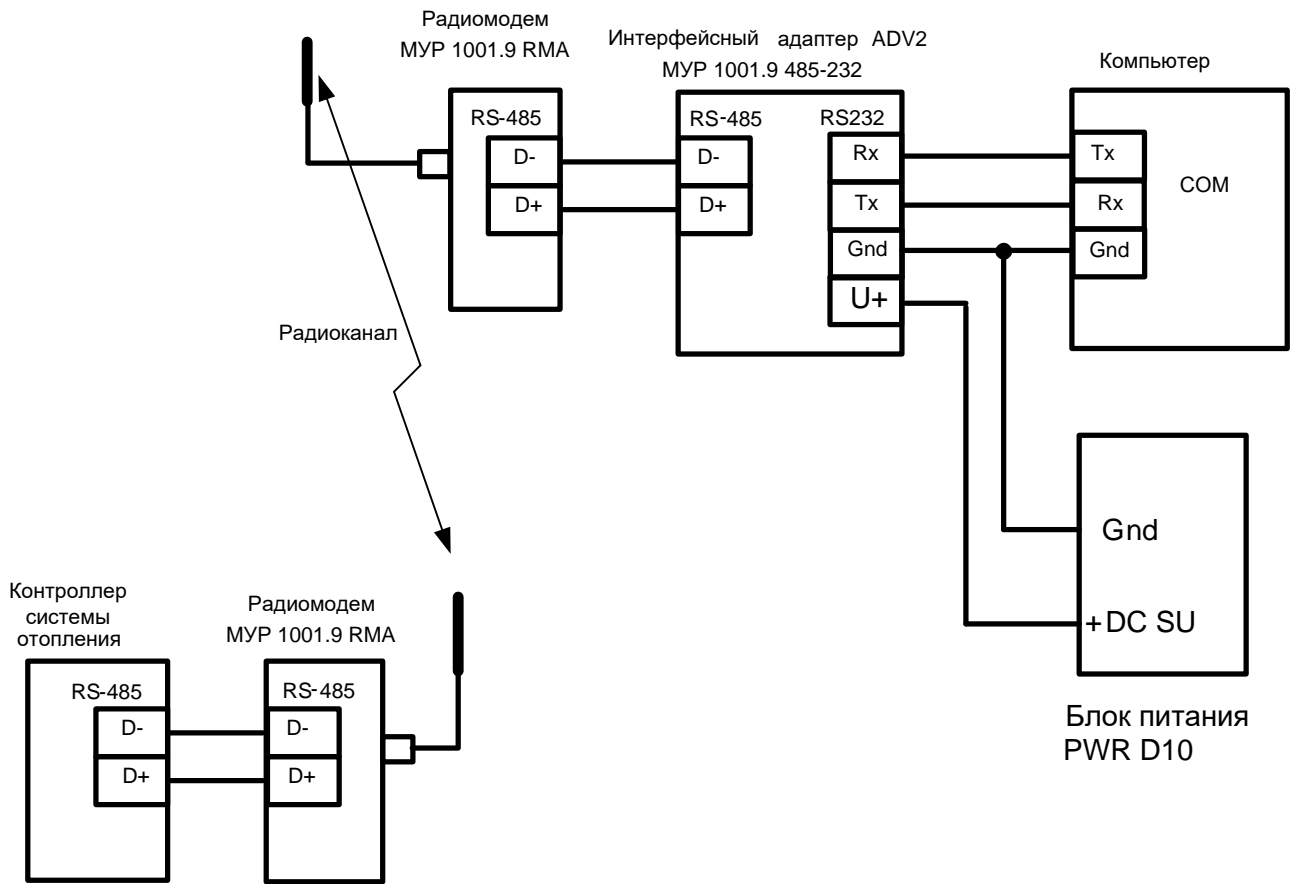 Радиомодем
МУР 1001.9 RMA
Интерфейсный адаптер ADV2
МУР 1001.9 485-232
Компьютер
RS-485
D-
D+
RS-485
D-
D+
RS232
Rx
Tx
Gnd
U+
Tx
Rx
Gnd
COM
Радиоканал
Gnd
+DC SU
Блок питания
PWR D10
Контроллер
системы
отопления
RS-485
D-
D+
Радиомодем
МУР 1001.9 RMA
RS-485
D-
D+